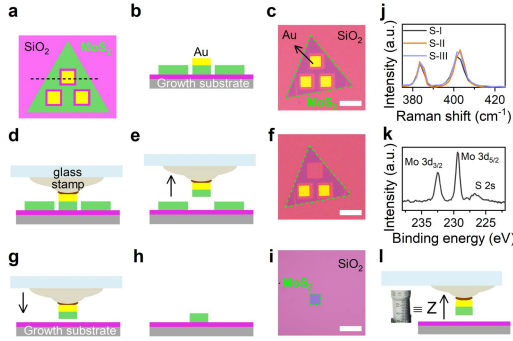 a
SiO₂
MoS₂
b
Au
Growth substrate
c
Au
SiO₂
MoS₂
j
Intensity (a.u.)
S-I
S-II
S-III
380 400 420
Raman shift (cm⁻¹)
d
glass
stamp
e
f
k
Intensity (a.u.)
Mo 3d₃/₂
Mo 3d₅/₂
S 2s
235 230 225
Binding energy (eV)
g
Growth substrate
h
i
SiO₂
MoS₂
l
≡ Z